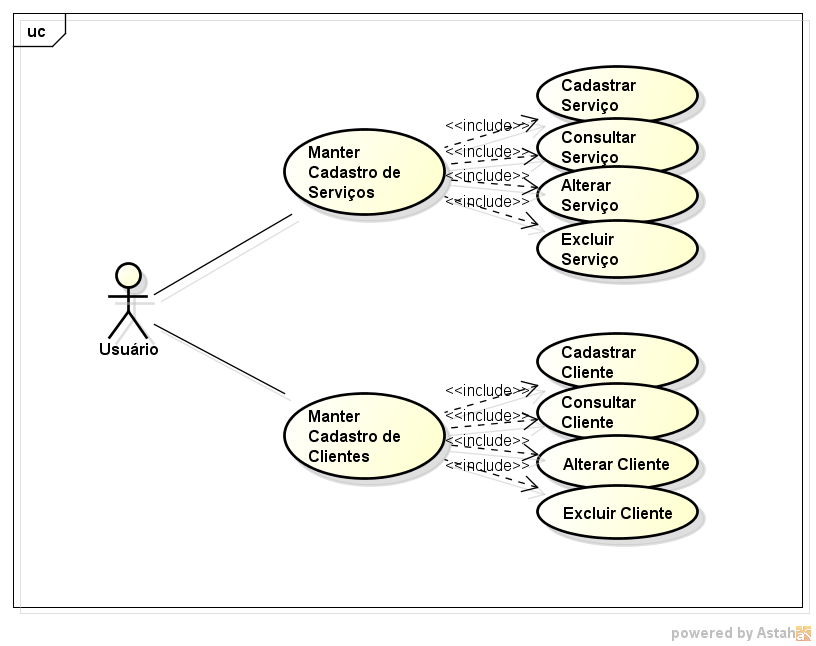 uc
Cadastrar
Serviço
<<include>>
Consultar
Serviço
<<include>>
Manter
Cadastro de
Serviços
<<include>>
Alterar
Serviço
<<include>>
Excluir
Serviço
Usuário
Cadastrar
Cliente
<<include>>
Consultar
Cliente
<<include>>
Manter
Cadastro de
Clientes
<<include>>
Alterar Cliente
<<include>>
Excluir Cliente
powered by Astah